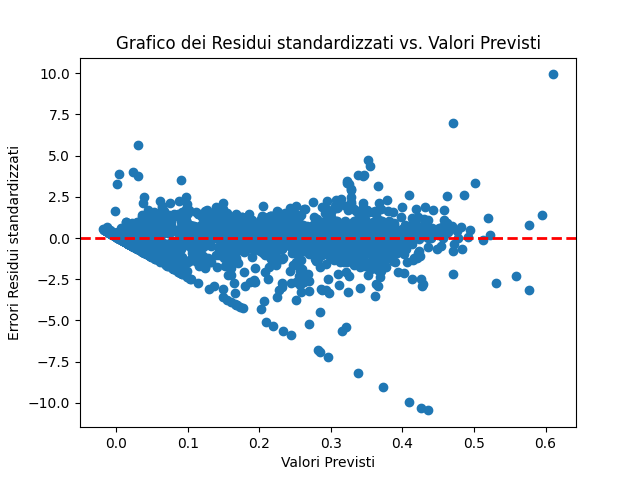 Grafico dei Residui standardizzati vs. Valori Previsti
Errori Residui standardizzati
10.0
7.5
5.0
2.5
0.0
−2.5
−5.0
−7.5
−10.0
0.0 0.1 0.2 0.3 0.4 0.5 0.6
Valori Previsti